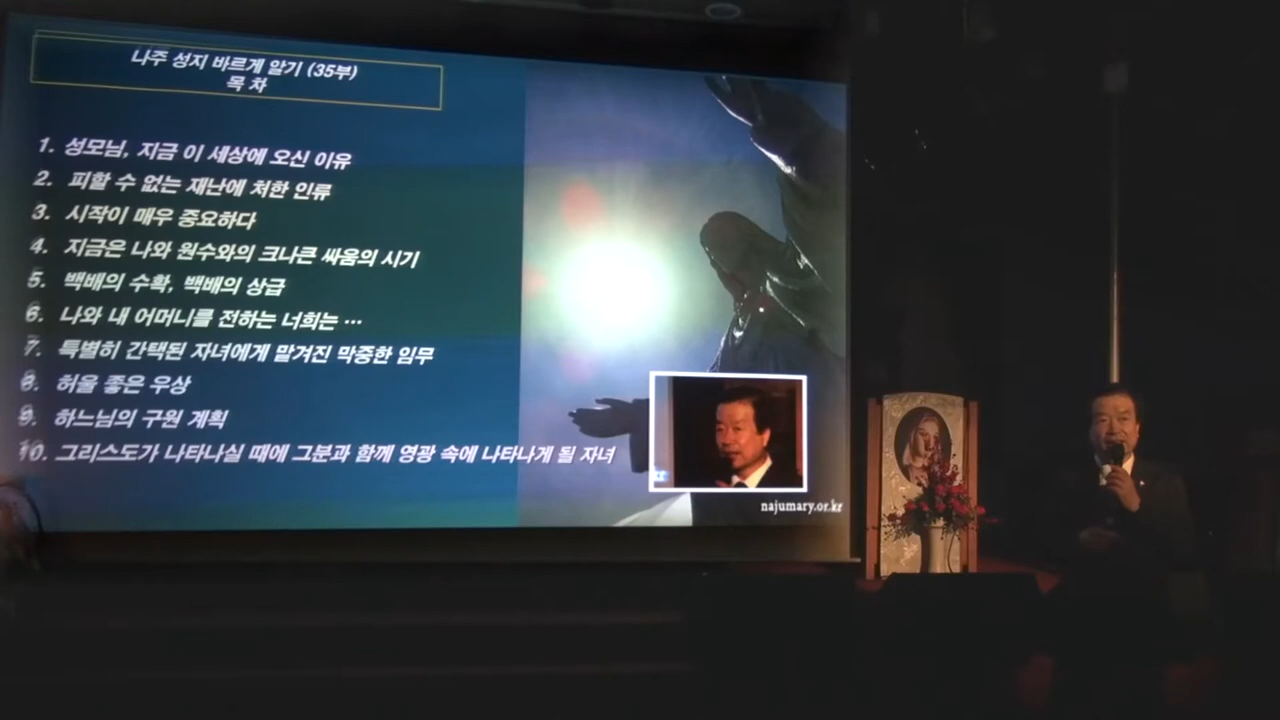 나주 성지 바르게 알기 (35부)
목 차
1. 성모님, 지금 이 세상에 오신 이유
2. 피할 수 없는 재난에 처한 인류
3. 시작이 매우 중요하다
4. 지금은 나와 원수와의 크나큰 싸움의 시기
5. 백배의 수확, 백배의 상급
6. 나와 내 어머니를 전하는 너희는 ...
7. 특별히 간택된 자녀에게 맡겨진 막중한 임무
8. 허울 좋은 우상
9. 하느님의 구원 계획
10. 그리스도가 나타나실 때에 그분과 함께 영광 속에 나타나게 될 자녀
najumary.or.kr